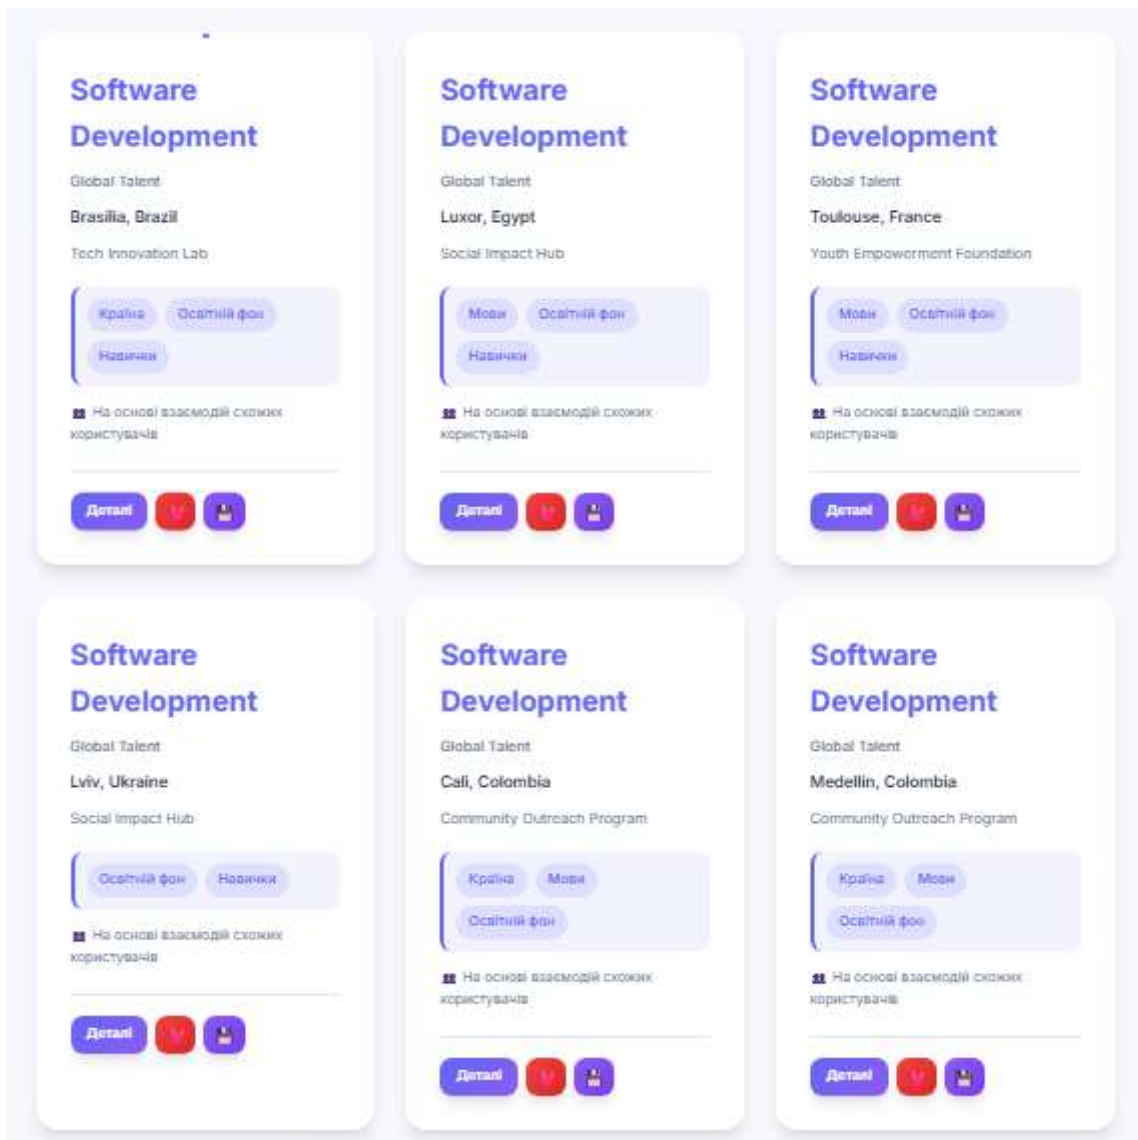 Software
Development
Global Talent
Brasilia, Brazil
Tech Innovation Lab
Країна Освітній фон
Навички
На основі взаємодій схожих
користувачів
Деталі
Software
Development
Global Talent
Luxor, Egypt
Social Impact Hub
Мови Освітній фон
Навички
На основі взаємодій схожих
користувачів
Деталі
Software
Development
Global Talent
Toulouse, France
Youth Empowerment Foundation
Мови Освітній фон
Навички
На основі взаємодій схожих
користувачів
Деталі
Software
Development
Global Talent
Lviv, Ukraine
Social Impact Hub
Освітній фон Навички
На основі взаємодій схожих
користувачів
Деталі
Software
Development
Global Talent
Cali, Colombia
Community Outreach Program
Країна Мови
Освітній фон
На основі взаємодій схожих
користувачів
Деталі
Software
Development
Global Talent
Medellin, Colombia
Community Outreach Program
Країна Мови
Освітній фон
На основі взаємодій схожих
користувачів
Деталі